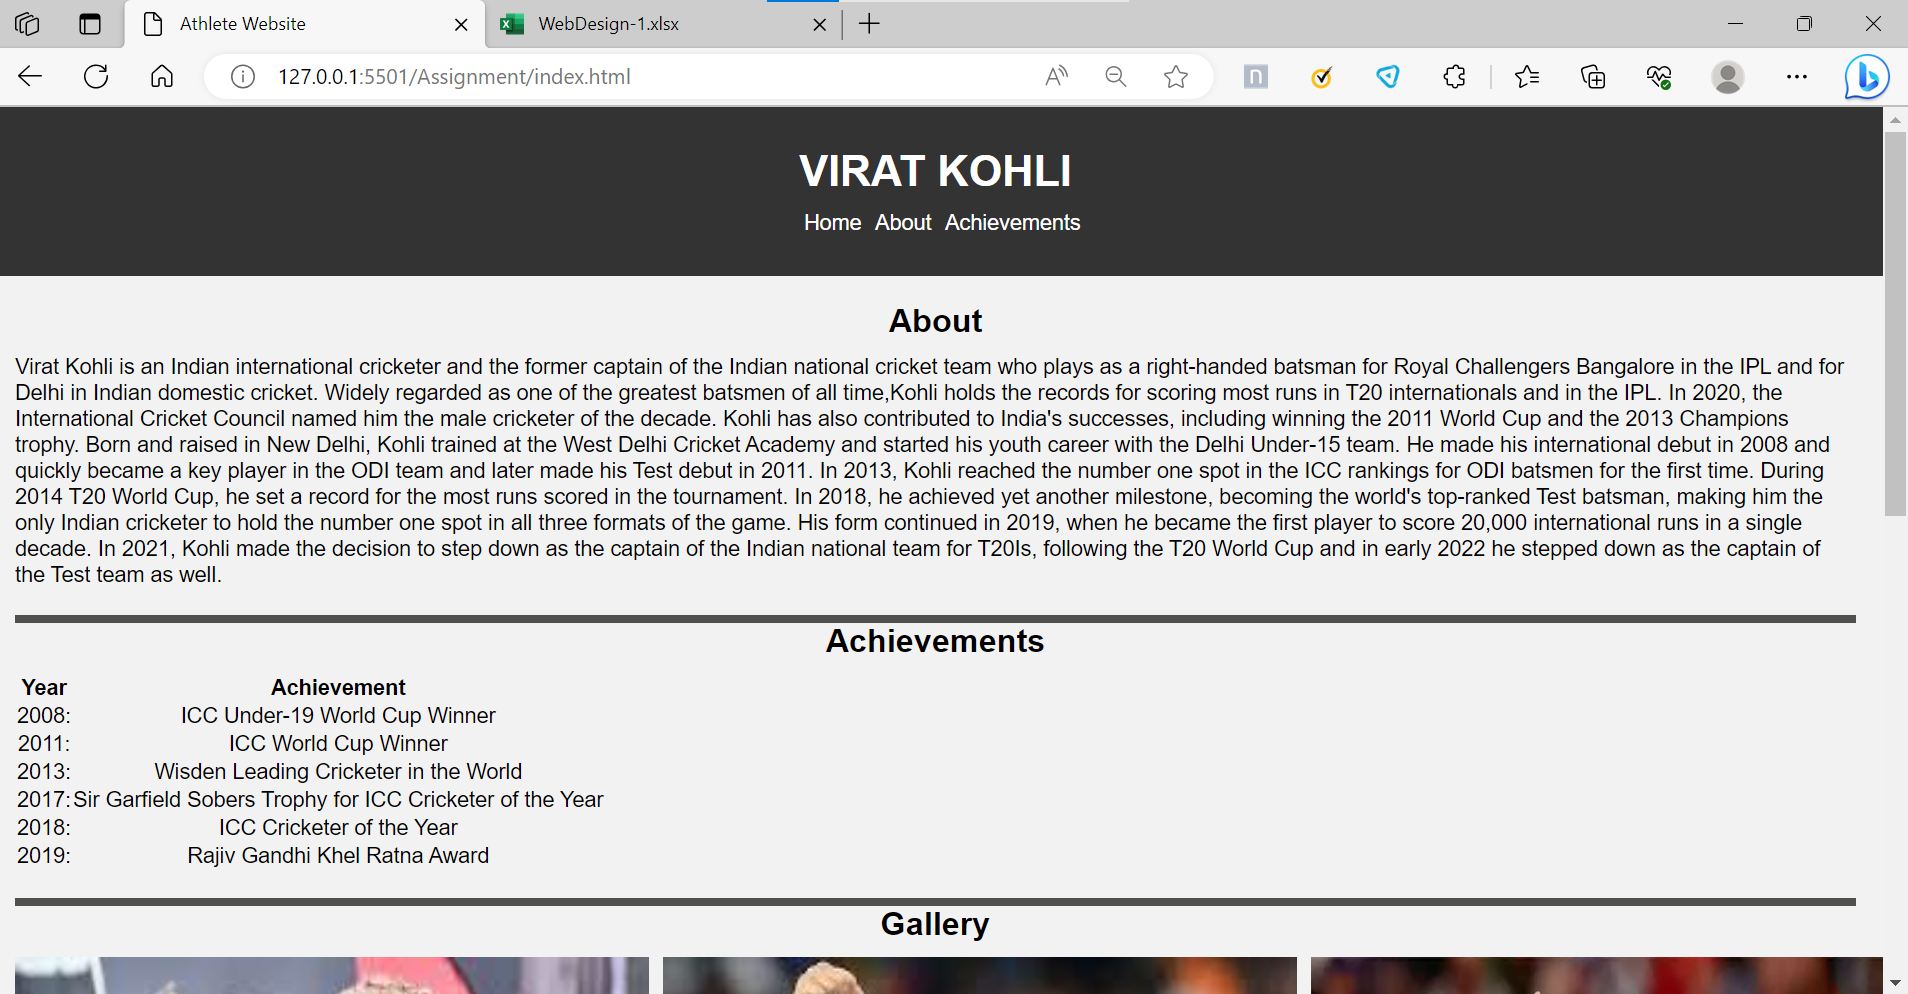 Athlete Website
WebDesign-1.xlsx
127.0.0.1:5501/Assignment/index.html
VIRAT KOHLI
Home About Achievements
About
Virat Kohli is an Indian international cricketer and the former captain of the Indian national cricket team who plays as a right-handed batsman for Royal Challengers Bangalore in the IPL and for
Delhi in Indian domestic cricket. Widely regarded as one of the greatest batsmen of all time,Kohli holds the records for scoring most runs in T20 internationals and in the IPL. In 2020, the
International Cricket Council named him the male cricketer of the decade. Kohli has also contributed to India's successes, including winning the 2011 World Cup and the 2013 Champions
trophy. Born and raised in New Delhi, Kohli trained at the West Delhi Cricket Academy and started his youth career with the Delhi Under-15 team. He made his international debut in 2008 and
quickly became a key player in the ODI team and later made his Test debut in 2011. In 2013, Kohli reached the number one spot in the ICC rankings for ODI batsmen for the first time. During
2014 T20 World Cup, he set a record for the most runs scored in the tournament. In 2018, he achieved yet another milestone, becoming the world's top-ranked Test batsman, making him the
only Indian cricketer to hold the number one spot in all three formats of the game. His form continued in 2019, when he became the first player to score 20,000 international runs in a single
decade. In 2021, Kohli made the decision to step down as the captain of the Indian national team for T20Is, following the T20 World Cup and in early 2022 he stepped down as the captain of
the Test team as well.
Achievements
Year Achievement
2008: ICC Under-19 World Cup Winner
2011: ICC World Cup Winner
2013: Wisden Leading Cricketer in the World
2017: Sir Garfield Sobers Trophy for ICC Cricketer of the Year
2018: ICC Cricketer of the Year
2019: Rajiv Gandhi Khel Ratna Award
Gallery